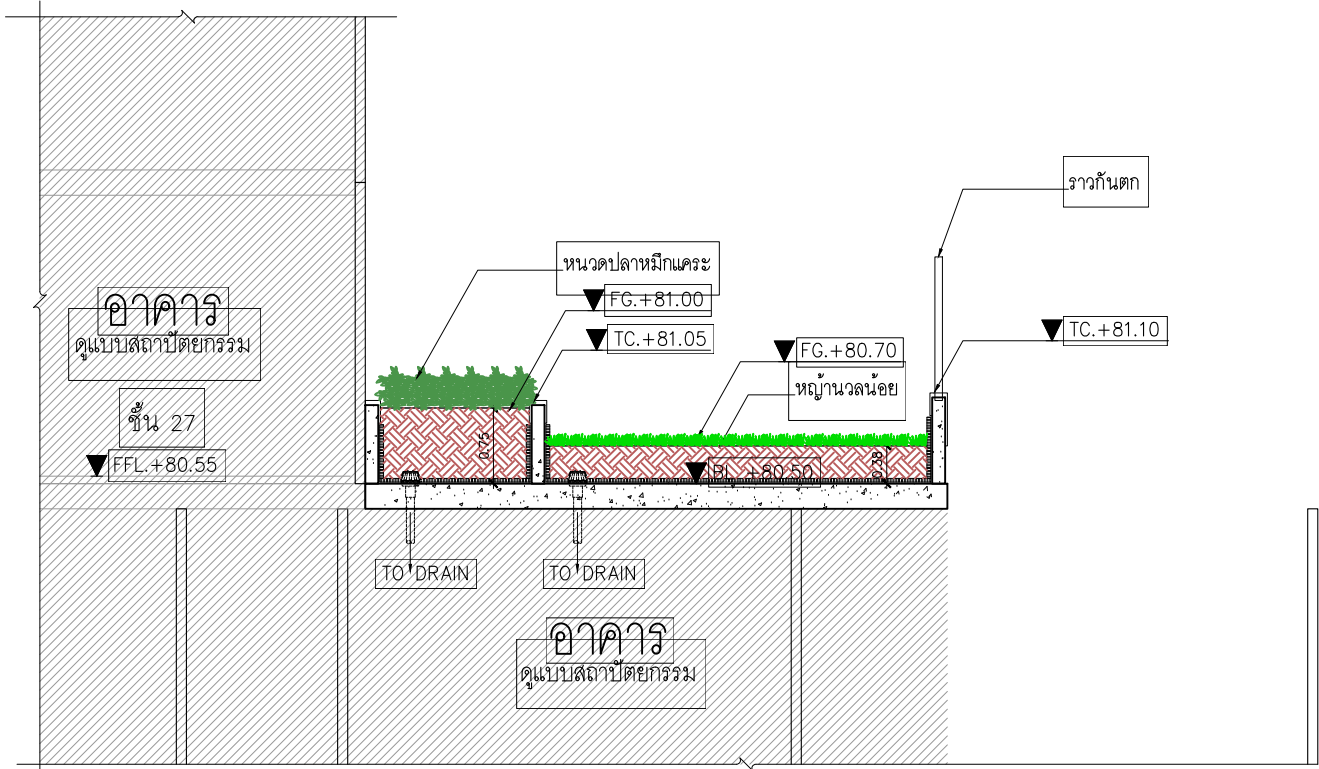 ราวกันตก
หนวดปลาหมึกแคระ
FG.+81.00
TC.+81.05
TC.+81.10
FG.+80.70
หญ้านวลน้อย
อาคาร
ดูแบบสถาปัตยกรรม
ชั้น 27
FFL.+80.55
0.75
BL.+80.50
0.38
TO DRAIN
TO DRAIN
อาคาร
ดูแบบสถาปัตยกรรม